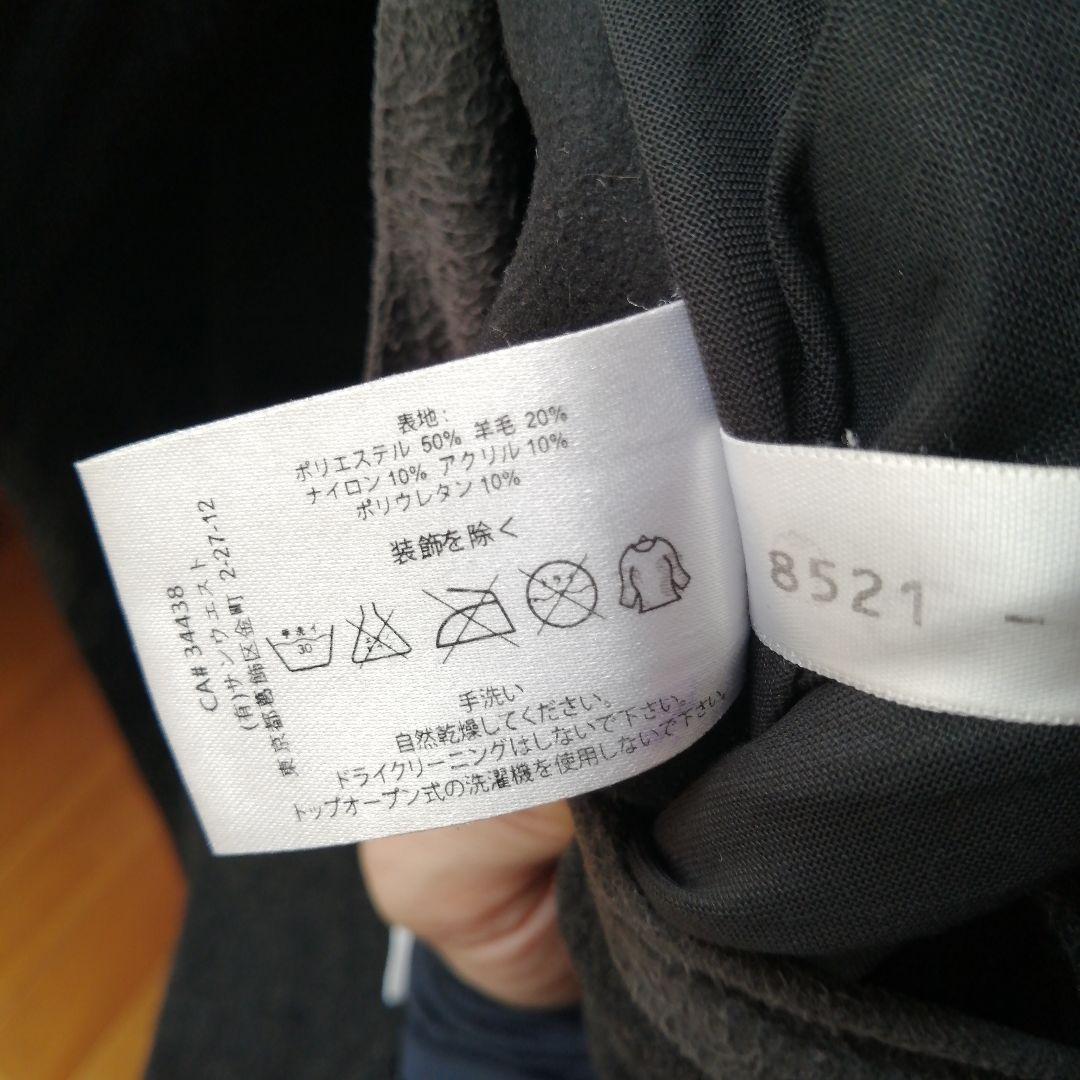 表地:
ポリエステル 50% 羊毛 20%
ナイロン 10% アクリル 10%
ポリウレタン 10%
装飾を除く
手洗イ
30
手洗い
自然乾燥してください。
ドライクリーニングはしないで下さい。
トップオープン式の洗濯機を使用しないで下さい。
CA# 34438
(有)サンウエスト
東京都葛飾区金町 2-27-12
8521 -